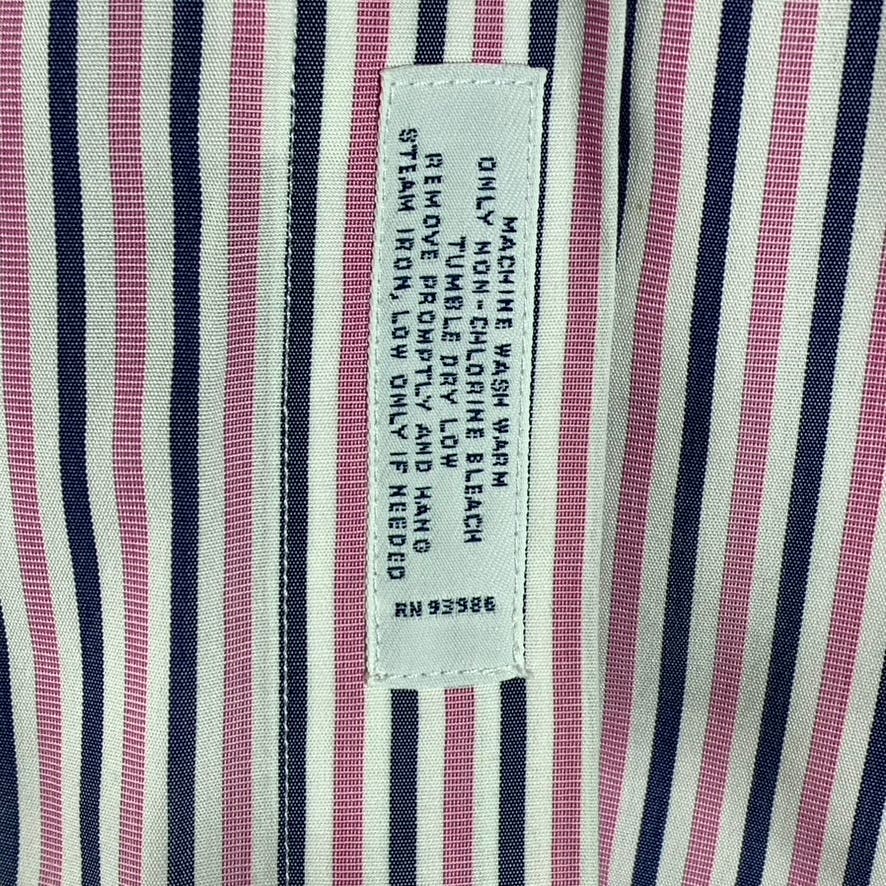 MACHINE WASH WARM
ONLY NON-CHLORINE BLEACH
TUMBLE DRY LOW
REMOVE PROMPTLY AND HANG
STEAM IRON, LOW ONLY IF NEEDED
RN 93986